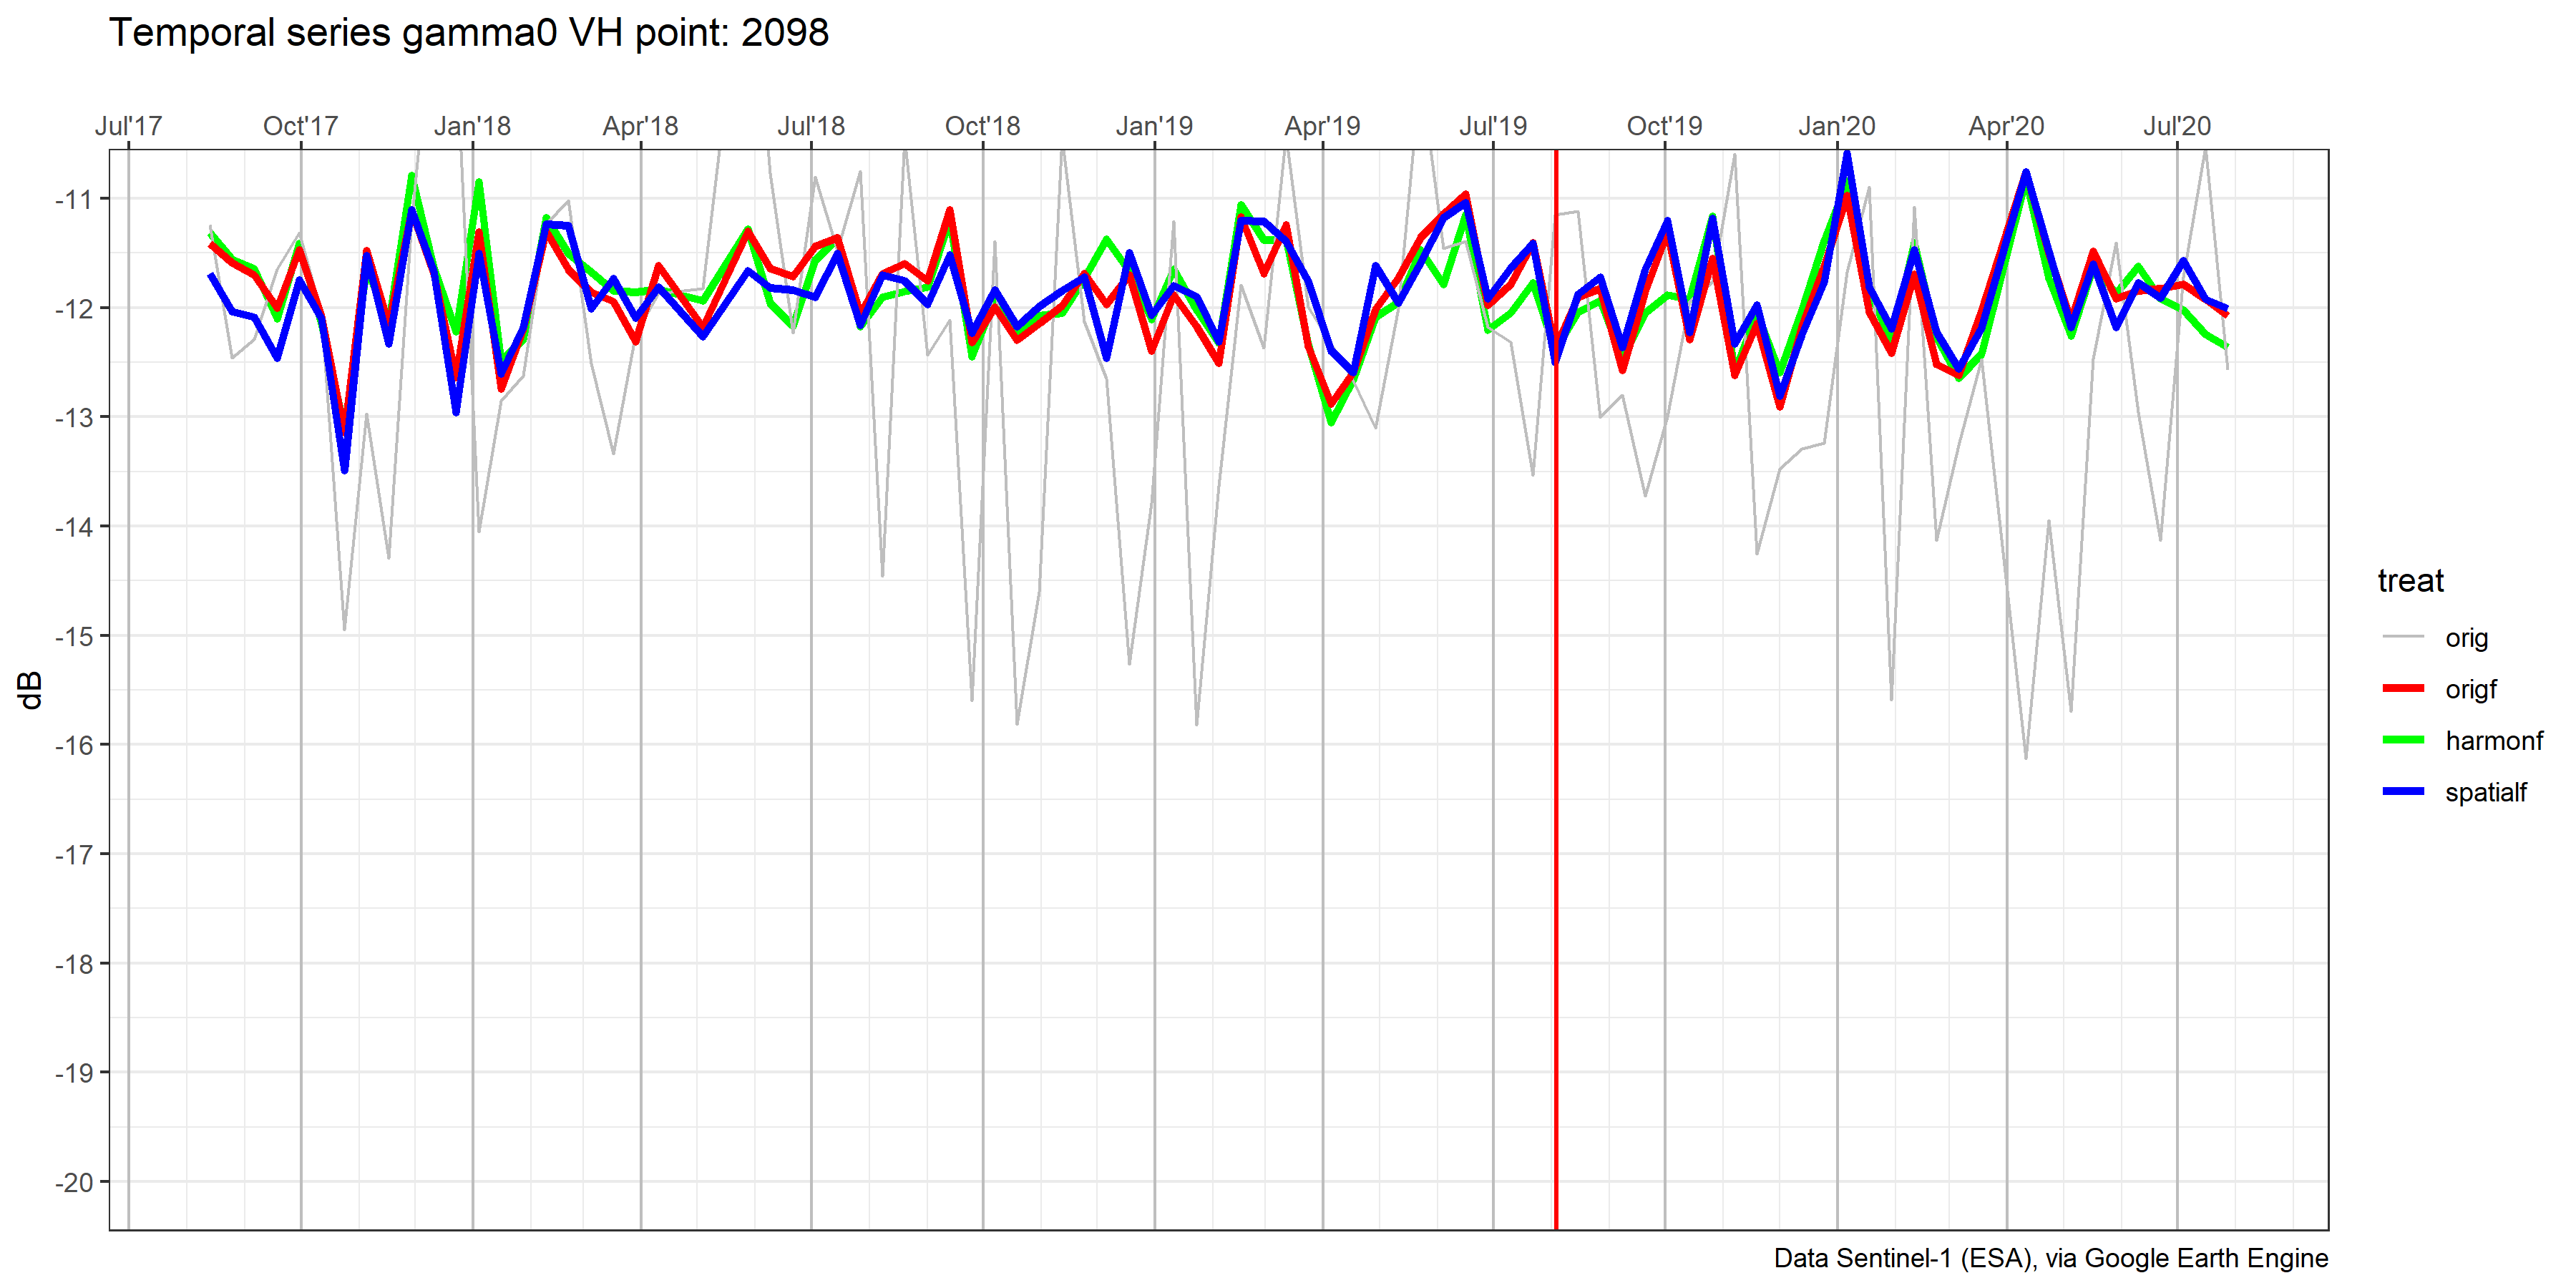 Temporal series gamma0 VH point: 2098
Jul'17 Oct'17 Jan'18 Apr'18 Jul'18 Oct'18 Jan'19 Apr'19 Jul'19 Oct'19 Jan'20 Apr'20 Jul'20
-11
-12
-13
-14
-15
-16
-17
-18
-19
-20
dB
treat
orig
origf
harmonf
spatialf
Data Sentinel-1 (ESA), via Google Earth Engine